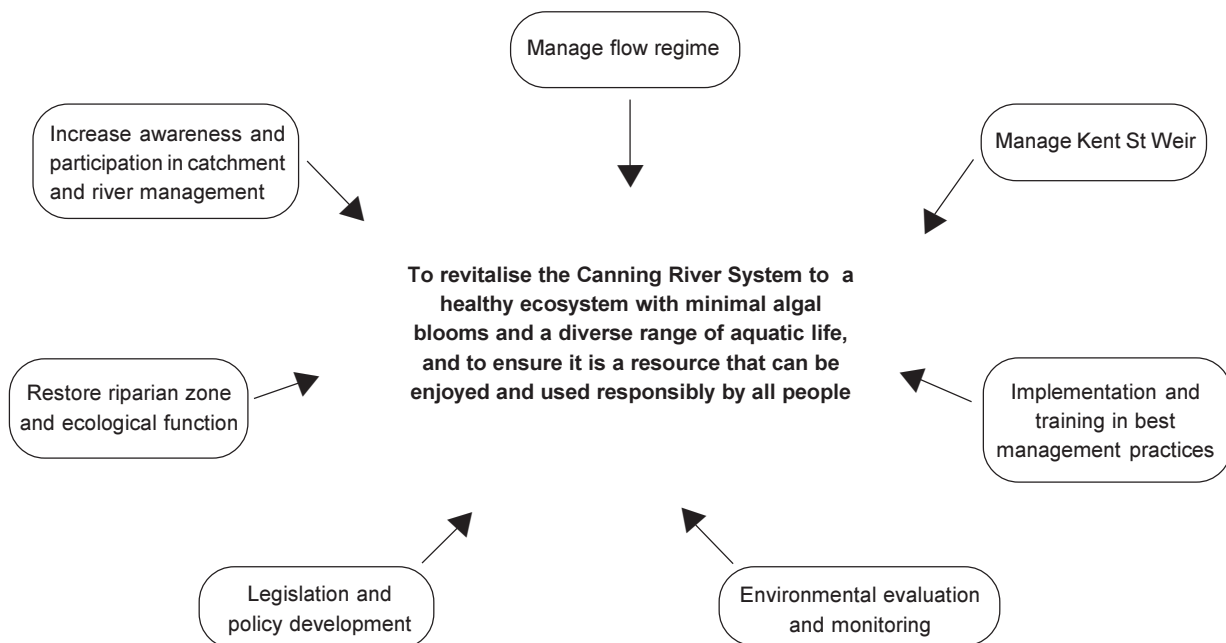 Manage flow regime
Increase awareness and
participation in catchment
and river management
Manage Kent St Weir
To revitalise the Canning River System to a
healthy ecosystem with minimal algal
blooms and a diverse range of aquatic life,
and to ensure it is a resource that can be
enjoyed and used responsibly by all people
Restore riparian zone
and ecological function
Implementation and
training in best
management practices
Legislation and
policy development
Environmental evaluation
and monitoring